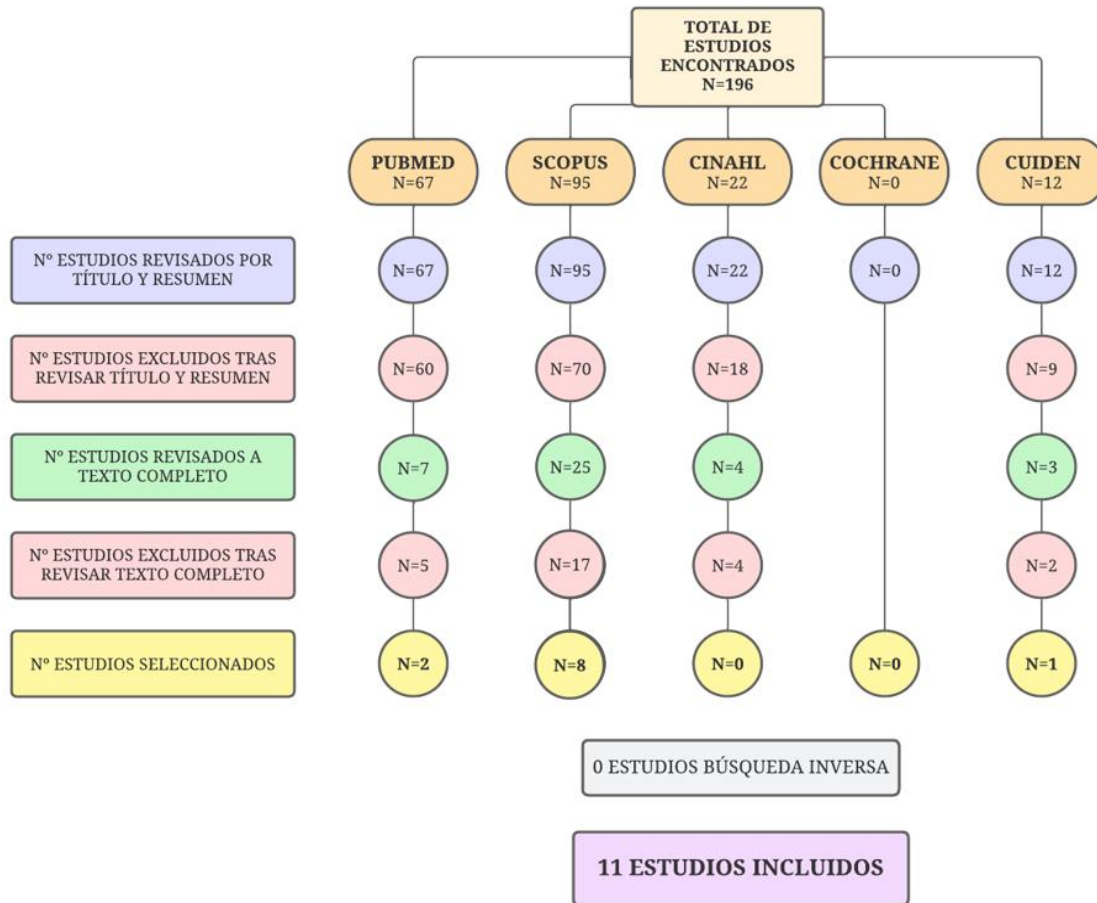 TOTAL DE
ESTUDIOS
ENCONTRADOS
N=196
PUBMED
N=67
SCOPUS
N=95
CINAHL
N=22
COCHRANE
N=0
CUIDEN
N=12
Nº ESTUDIOS REVISADOS POR
TÍTULO Y RESUMEN
N=67
N=95
N=22
N=0
N=12
Nº ESTUDIOS EXCLUIDOS TRAS
REVISAR TÍTULO Y RESUMEN
N=60
N=70
N=18
N=9
Nº ESTUDIOS REVISADOS A
TEXTO COMPLETO
N=7
N=25
N=4
N=3
Nº ESTUDIOS EXCLUIDOS TRAS
REVISAR TEXTO COMPLETO
N=5
N=17
N=4
N=2
Nº ESTUDIOS SELECCIONADOS
N=2
N=8
N=0
N=0
N=1
0 ESTUDIOS BÚSQUEDA INVERSA
11 ESTUDIOS INCLUIDOS